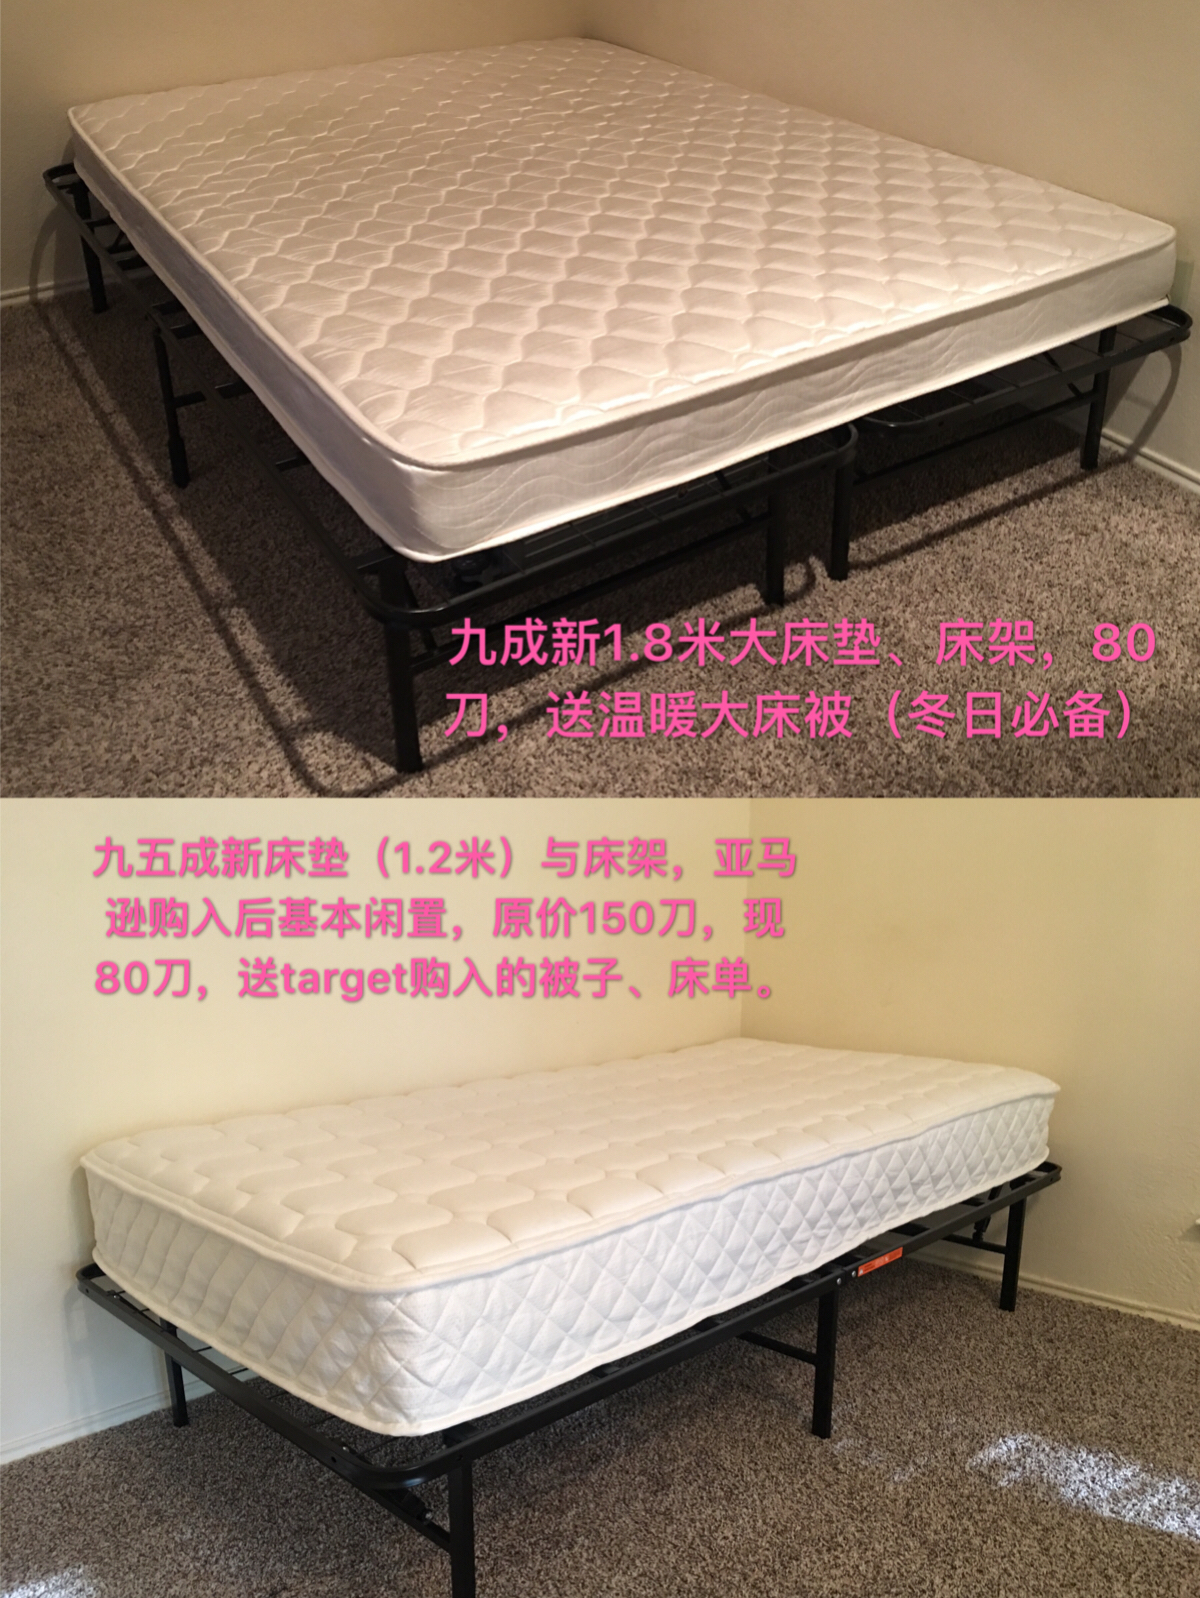 九成新1.8米大床垫、床架，80
刀，送温暖大床被（冬日必备）
九五成新床垫（1.2米）与床架，亚马
逊购入后基本闲置，原价150刀，现
80刀，送target购入的被子、床单。